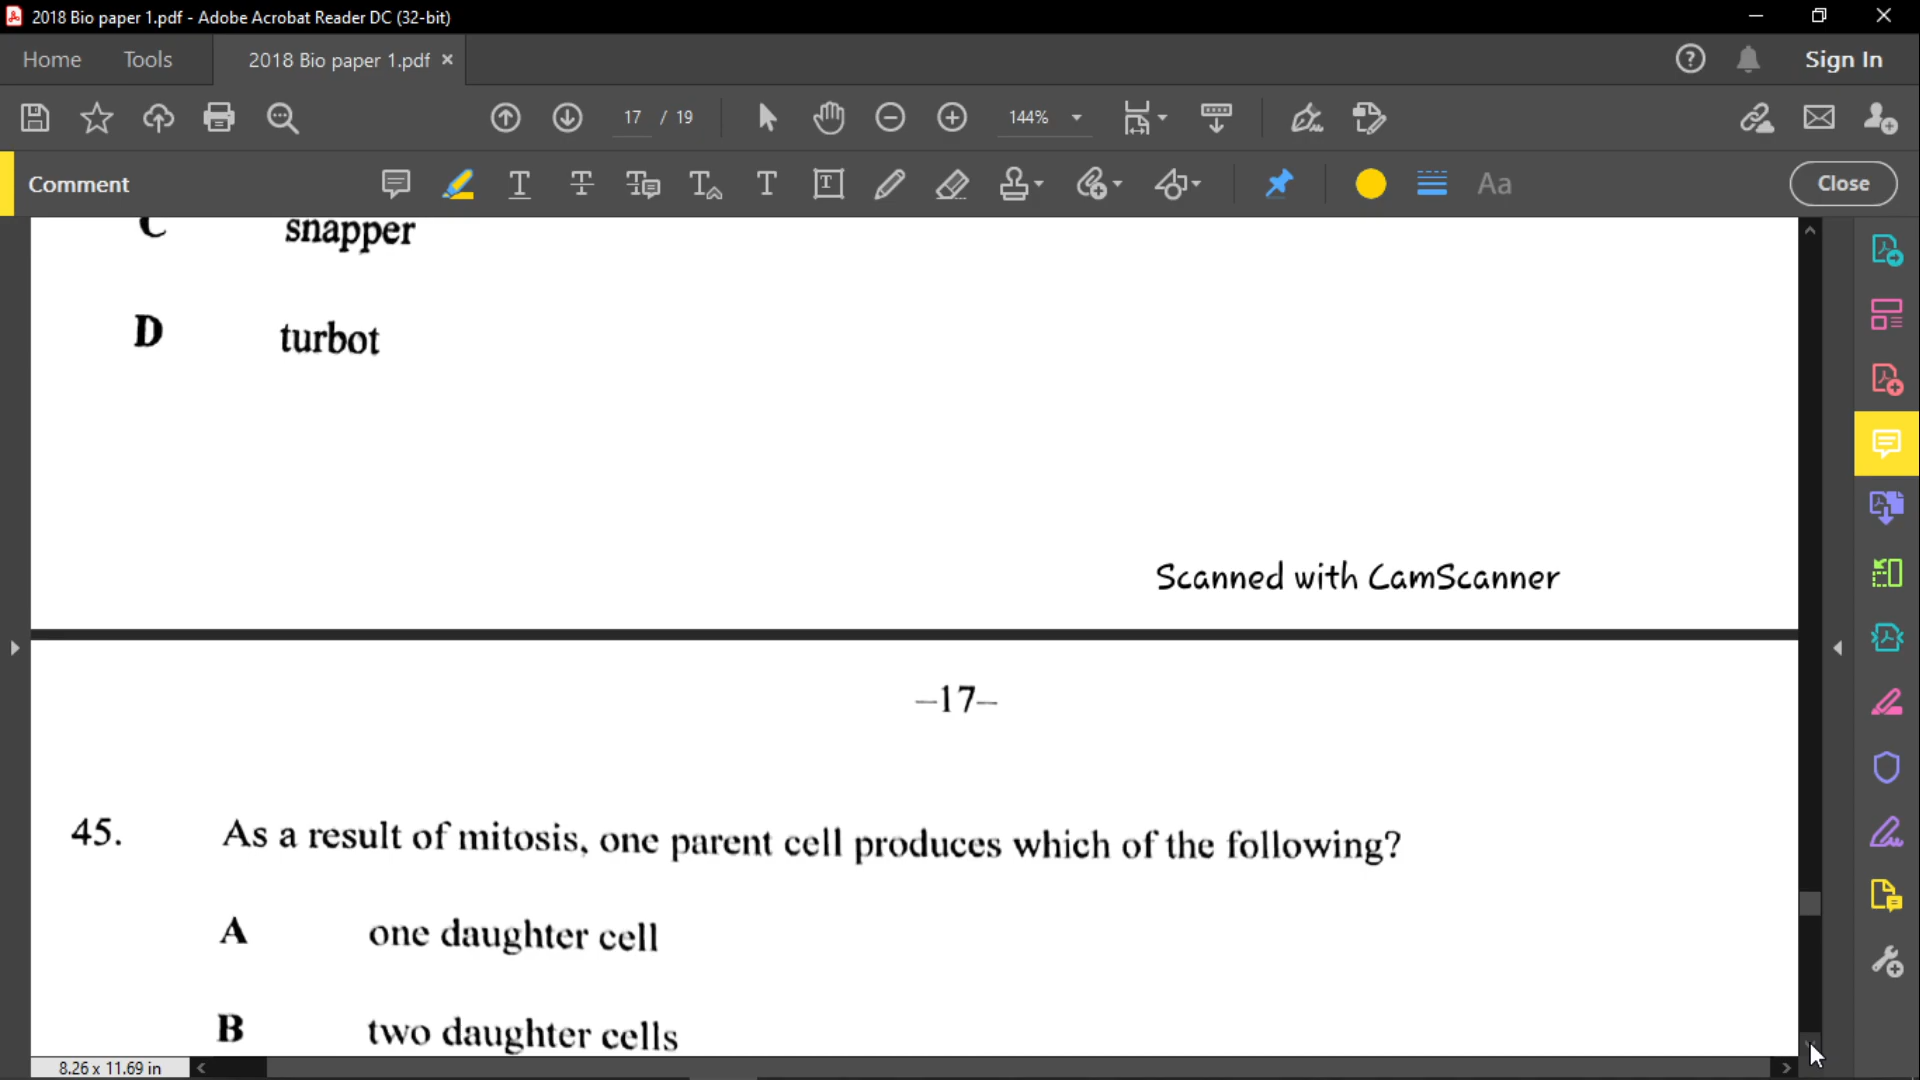 2018 Bio paper 1.pdf - Adobe Acrobat Reader DC (32-bit)
Home Tools 2018 Bio paper 1.pdf × Sign In
17 / 19 144%
Comment Aa Close
C snapper
D turbot
Scanned with CamScanner
–17–
45. As a result of mitosis, one parent cell produces which of the following?
A one daughter cell
B two daughter cells
8.26 x 11.69 in